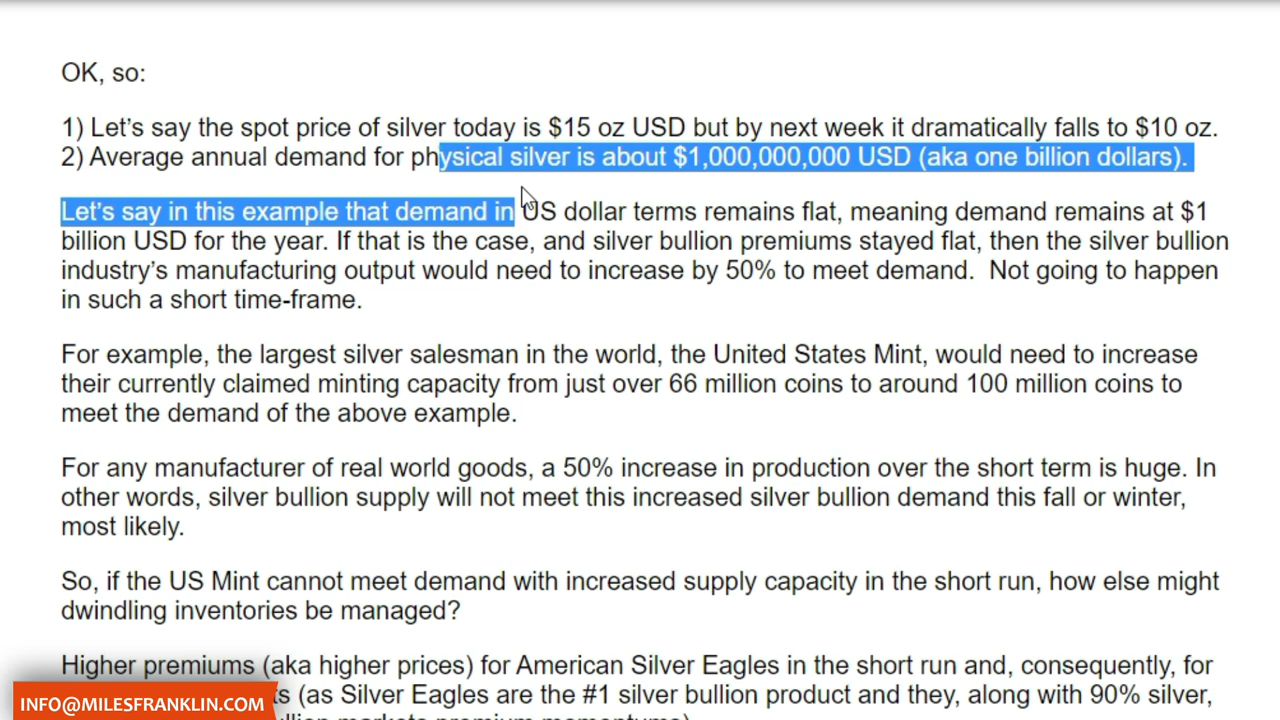 OK, so:
1) Let’s say the spot price of silver today is $15 oz USD but by next week it dramatically falls to $10 oz.
2) Average annual demand for physical silver is about $1,000,000,000 USD (aka one billion dollars).
Let’s say in this example that demand in US dollar terms remains flat, meaning demand remains at $1
billion USD for the year. If that is the case, and silver bullion premiums stayed flat, then the silver bullion
industry’s manufacturing output would need to increase by 50% to meet demand.  Not going to happen
in such a short time-frame.
For example, the largest silver salesman in the world, the United States Mint, would need to increase
their currently claimed minting capacity from just over 66 million coins to around 100 million coins to
meet the demand of the above example.
For any manufacturer of real world goods, a 50% increase in production over the short term is huge. In
other words, silver bullion supply will not meet this increased silver bullion demand this fall or winter,
most likely.
So, if the US Mint cannot meet demand with increased supply capacity in the short run, how else might
dwindling inventories be managed?
Higher premiums (aka higher prices) for American Silver Eagles in the short run and, consequently, for
(as Silver Eagles are the #1 silver bullion product and they, along with 90% silver,
INFO@MILESFRANKLIN.COM